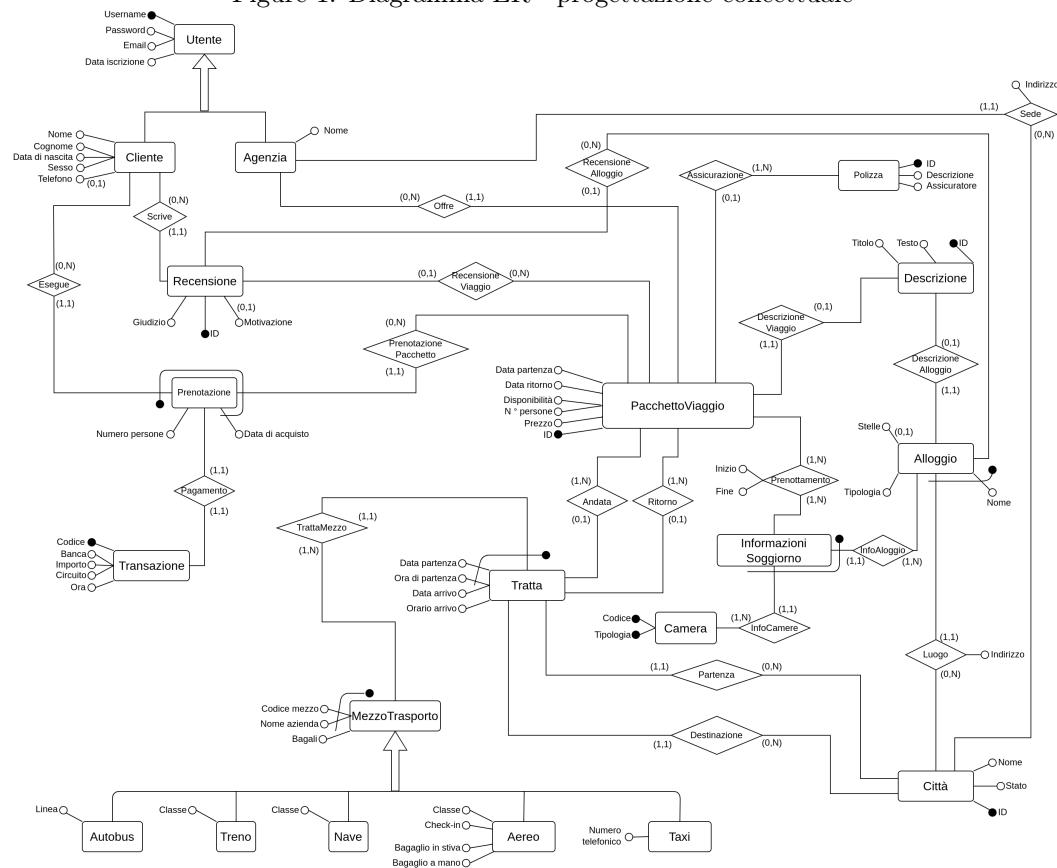 Figure 1: Diagramma ER - progettazione concettuale
Username
Password
Email
Data iscrizione
Utente
Indirizzo
(1,1)
Sede
(0,N)
Nome
Cognome
Data di nascita
Sesso
Telefono
(0,1)
Cliente
Agenzia
Nome
(0,N)
Recensione
Alloggio
(0,1)
Assicurazione
(1,N)
(0,1)
Polizza
ID
Descrizione
Assicuratore
(0,N)
Scrive
(1,1)
(0,N)
Offre
(1,1)
Titolo
Testo
ID
Descrizione
(0,N)
Esegue
(1,1)
Recensione
(0,1)
Giudizio
Motivazione
ID
(0,1)
Recensione
Viaggio
(0,N)
(0,1)
Descrizione
Viaggio
(1,1)
(0,N)
Prenotazione
Pacchetto
(1,1)
(0,1)
Descrizione
Alloggio
(1,1)
Data partenza
Data ritorno
Disponibilità
N ° persone
Prezzo
ID
PacchettoViaggio
Prenotazione
Numero persone
Data di acquisto
Stelle
(0,1)
Alloggio
Tipologia
Nome
(1,1)
Pagamento
(1,1)
(1,N)
Andata
(0,1)
(1,N)
Ritorno
(0,1)
Inizio
Fine
(1,N)
Prenottamento
(1,N)
(1,1)
TrattaMezzo
(1,N)
Informazioni
Soggiorno
(1,1)
InfoAloggio
(1,N)
Codice
Banca
Importo
Circuito
Ora
Transazione
Data partenza
Ora di partenza
Data arrivo
Orario arrivo
Tratta
Codice
Tipologia
Camera
(1,N)
(1,1)
InfoCamere
(1,1)
Luogo
Indirizzo
(0,N)
(1,1)
Partenza
(0,N)
Codice mezzo
Nome azienda
Bagali
MezzoTrasporto
(1,1)
Destinazione
(0,N)
Città
Nome
Stato
ID
Linea
Autobus
Classe
Treno
Classe
Nave
Classe
Check-in
Bagaglio in stiva
Bagaglio a mano
Aereo
Numero
telefonico
Taxi